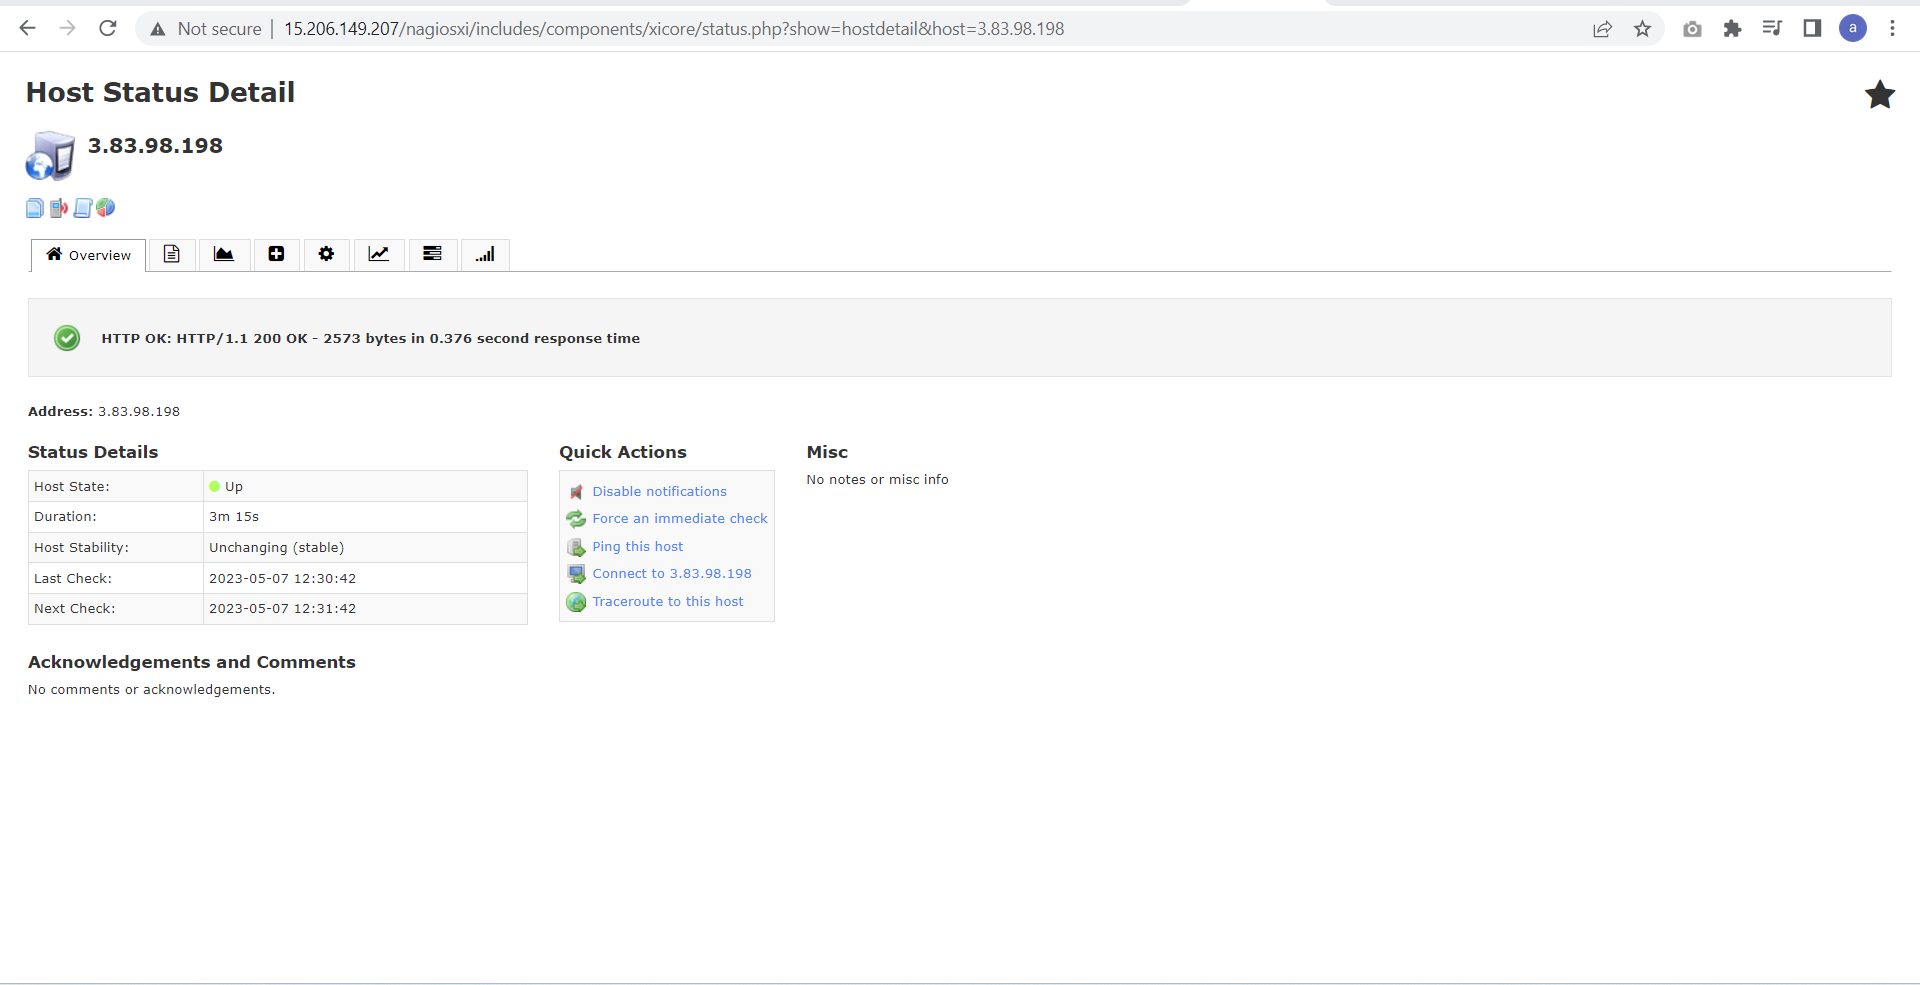 Not secure | 15.206.149.207/nagiosxi/includes/components/xicore/status.php?show=hostdetail&host=3.83.98.198
a
Host Status Detail
3.83.98.198
Overview
HTTP OK: HTTP/1.1 200 OK - 2573 bytes in 0.376 second response time
Address: 3.83.98.198
Status Details
Host State: Up
Duration: 3m 15s
Host Stability: Unchanging (stable)
Last Check: 2023-05-07 12:30:42
Next Check: 2023-05-07 12:31:42
Quick Actions
Disable notifications
Force an immediate check
Ping this host
Connect to 3.83.98.198
Traceroute to this host
Misc
No notes or misc info
Acknowledgements and Comments
No comments or acknowledgements.